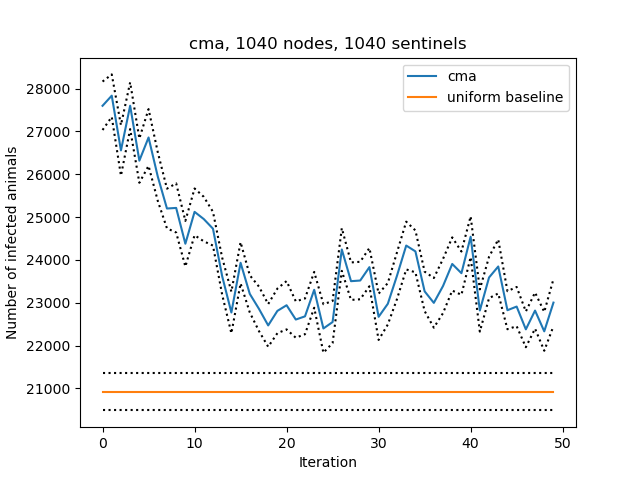 cma, 1040 nodes, 1040 sentinels
cma
uniform baseline
Number of infected animals
28000
27000
26000
25000
24000
23000
22000
21000
0 10 20 30 40 50
Iteration